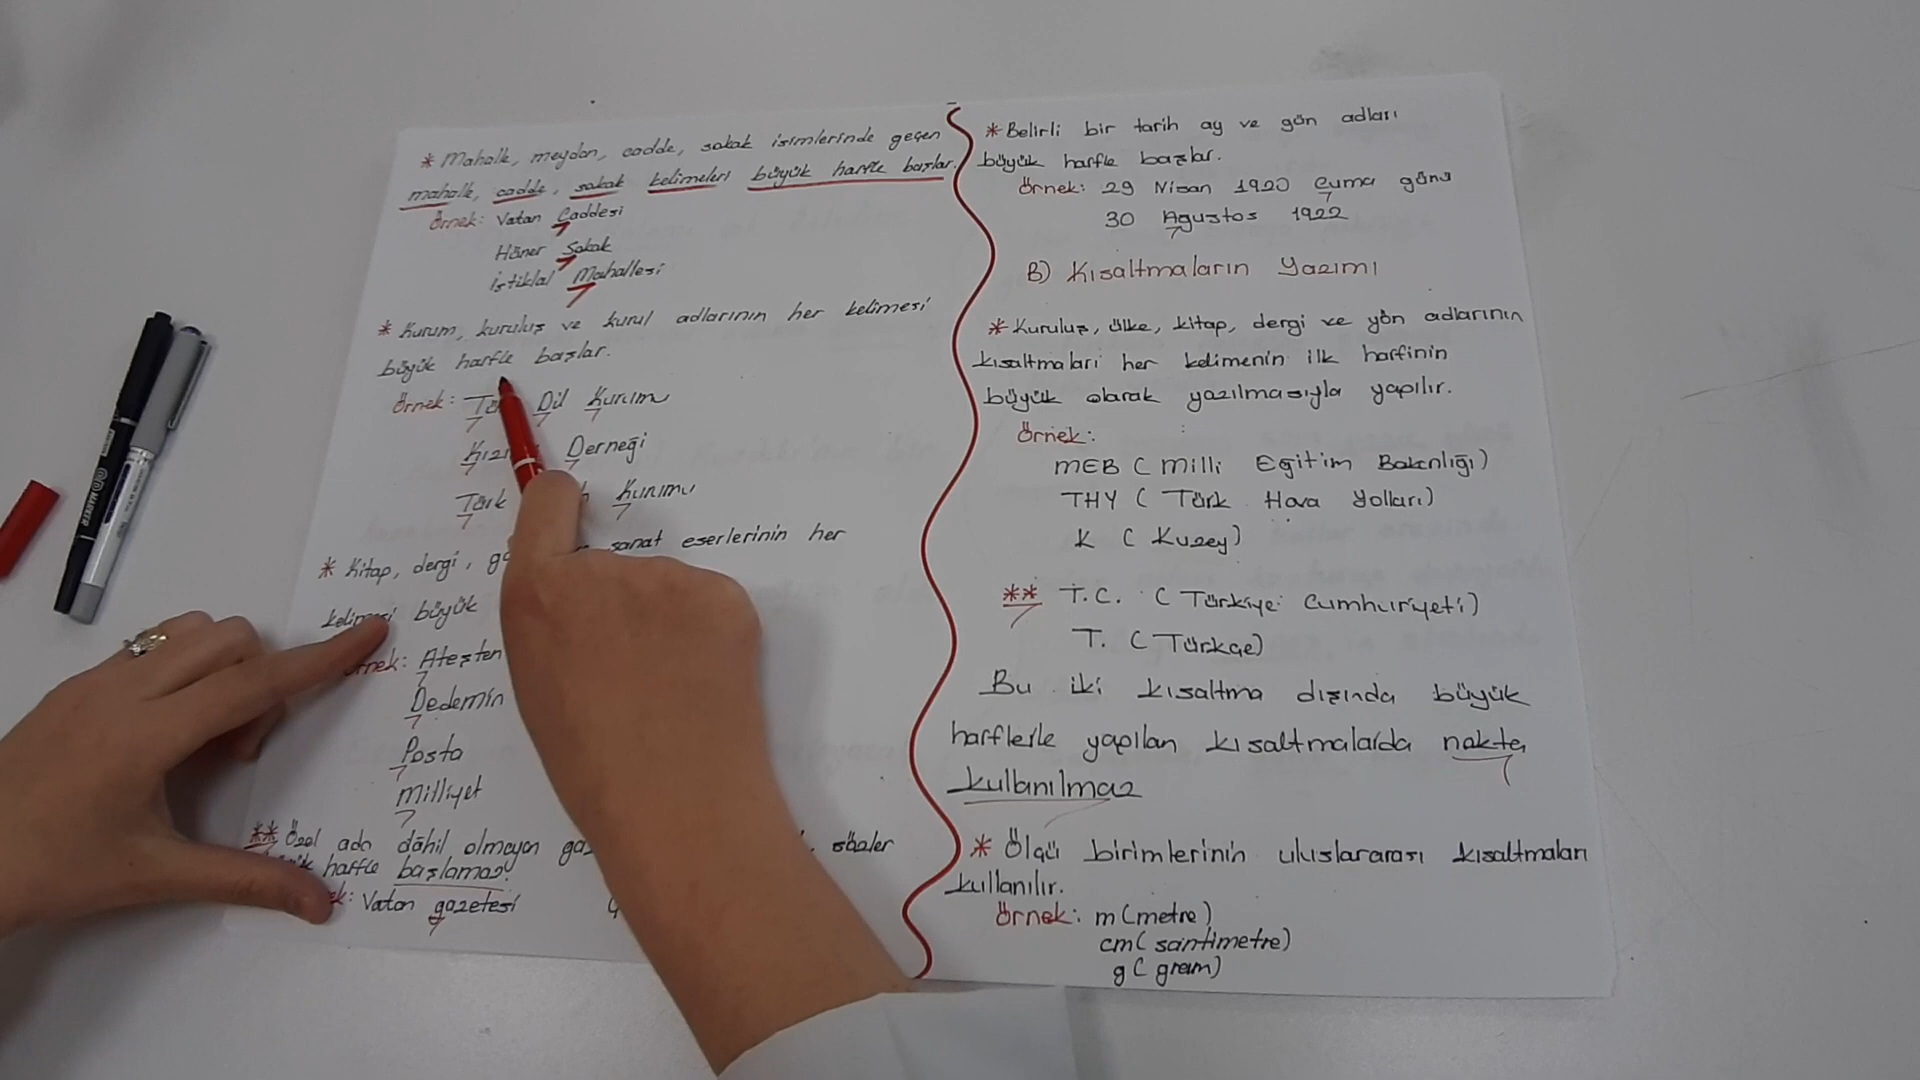 * Mahalle, meydan, cadde, sokak isimlerinde geçen
mahalle, cadde, sokak kelimeleri büyük harfle başlar.
Örnek: Vatan Caddesi
Höner Sokak
İstiklal Mahallesi
* Kurum, kuruluş ve kurul adlarının her kelimesi
büyük harfle başlar.
Örnek: Dil Kurumu
Derneği
Türk Kurumu
* Kitap, dergi, sanat eserlerinin her
kelimesi büyük
Ateşten
Dedemin
Posta
Milliyet
** Özel ada dâhil olmayan sözler
harfle başlamaz.
Vatan gazetesi
* Belirli bir tarih ay ve gün adları
büyük harfle başlar.
Örnek: 29 Nisan 1920 Cuma günü
30 Ağustos 1922
B) Kısaltmaların Yazımı
* Kuruluş, ülke, kitap, dergi ve yön adlarının
kısaltmaları her kelimenin ilk harfinin
büyük olarak yazılmasıyla yapılır.
Örnek:
MEB ( Milli Eğitim Bakanlığı)
THY ( Türk Hava Yolları)
K ( Kuzey)
** T.C. ( Türkiye Cumhuriyeti)
T. ( Türkçe)
Bu iki kısaltma dışında büyük
harflerle yapılan kısaltmalarda nokta
kullanılmaz
* Ölçü birimlerinin uluslararası kısaltmaları
kullanılır.
Örnek: m (metre)
cm( santimetre)
g ( gram)